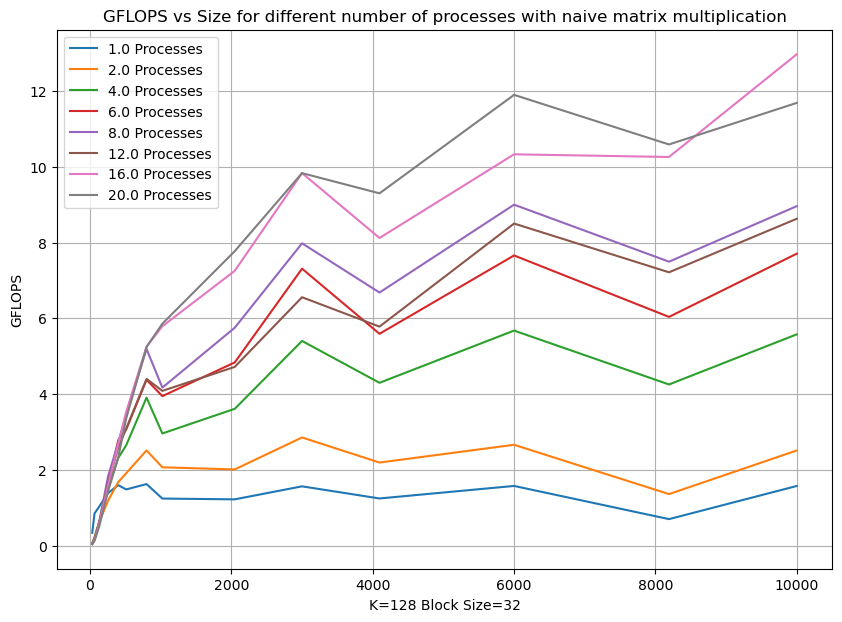 GFLOPS vs Size for different number of processes with naive matrix multiplication
1.0 Processes
2.0 Processes
4.0 Processes
6.0 Processes
8.0 Processes
12.0 Processes
16.0 Processes
20.0 Processes
GFLOPS
12
10
8
6
4
2
0
0 2000 4000 6000 8000 10000
K=128 Block Size=32